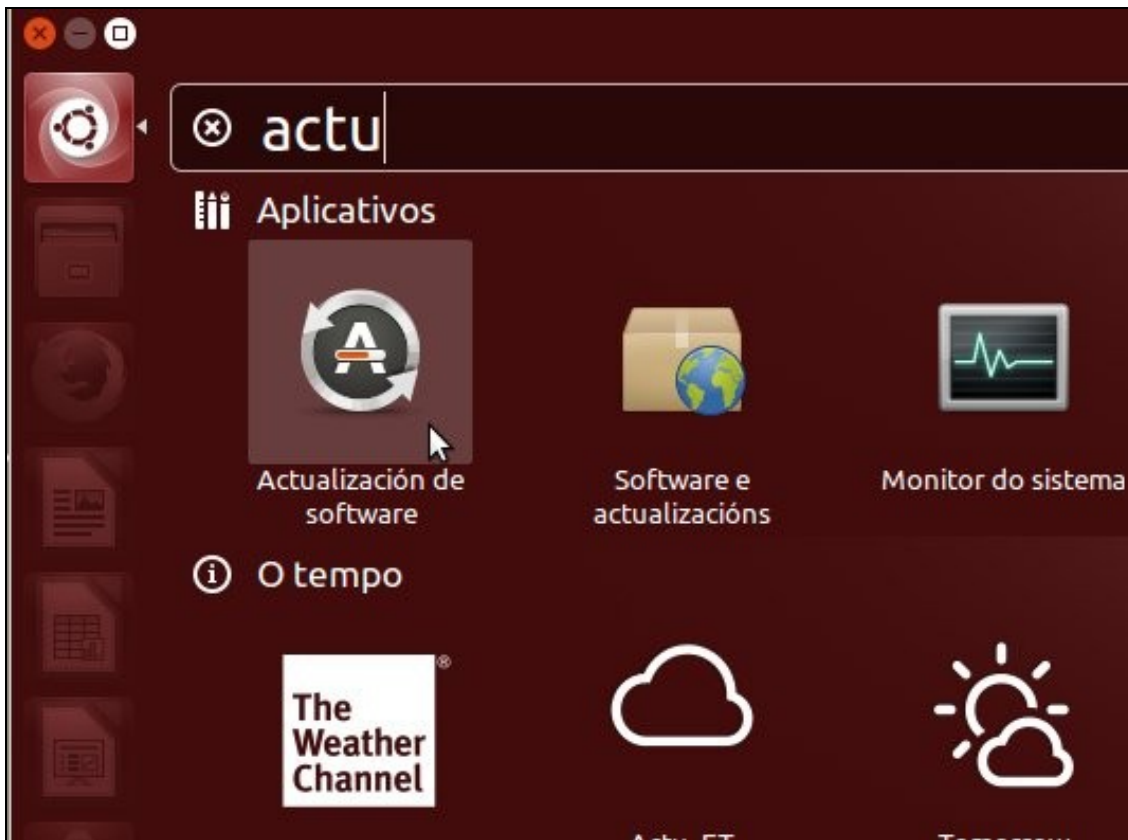 actu
Aplicativos
Actualización de
software
Software e
actualizacións
Monitor do sistema
O tempo
The
Weather
Channel
®